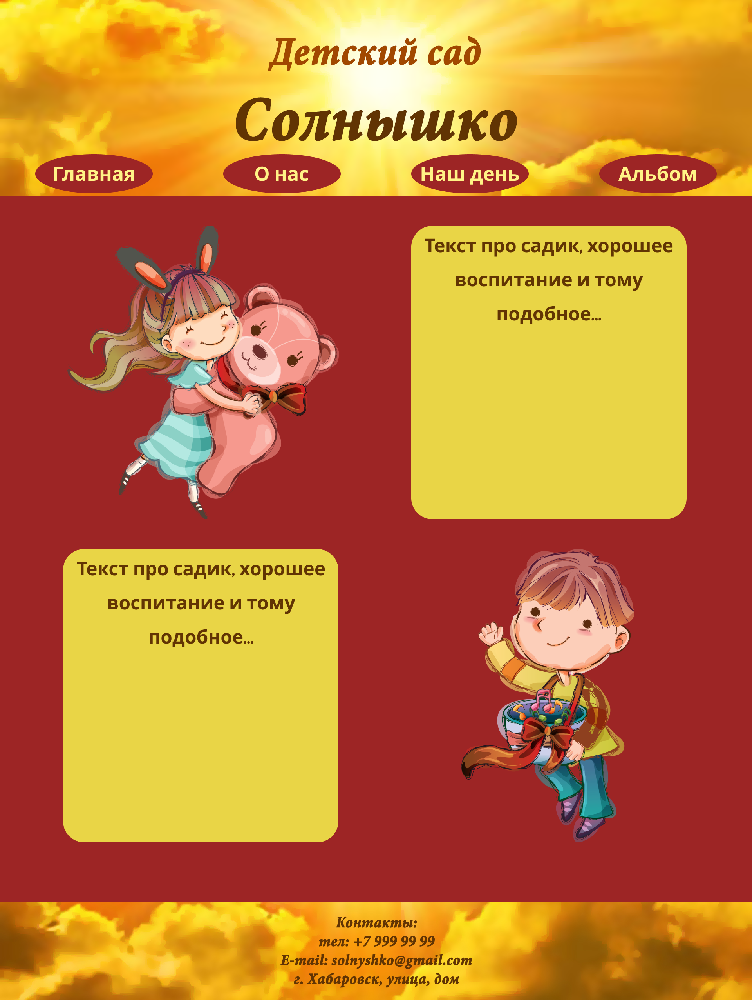 Детский сад
Солнышко
Главная
О нас
Наш день
Альбом
Текст про садик, хорошее
воспитание и тому
подобное...
Текст про садик, хорошее
воспитание и тому
подобное...
Контакты:
тел: +7 999 99 99
E-mail: solnyshko@gmail.com
г. Хабаровск, улица, дом